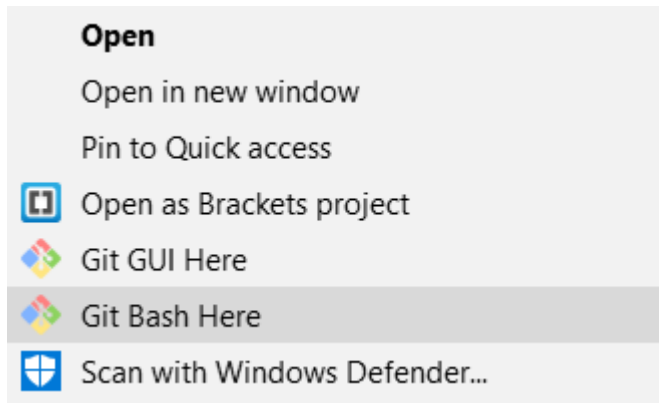 Open
Open in new window
Pin to Quick access
Open as Brackets project
Git GUI Here
Git Bash Here
Scan with Windows Defender...